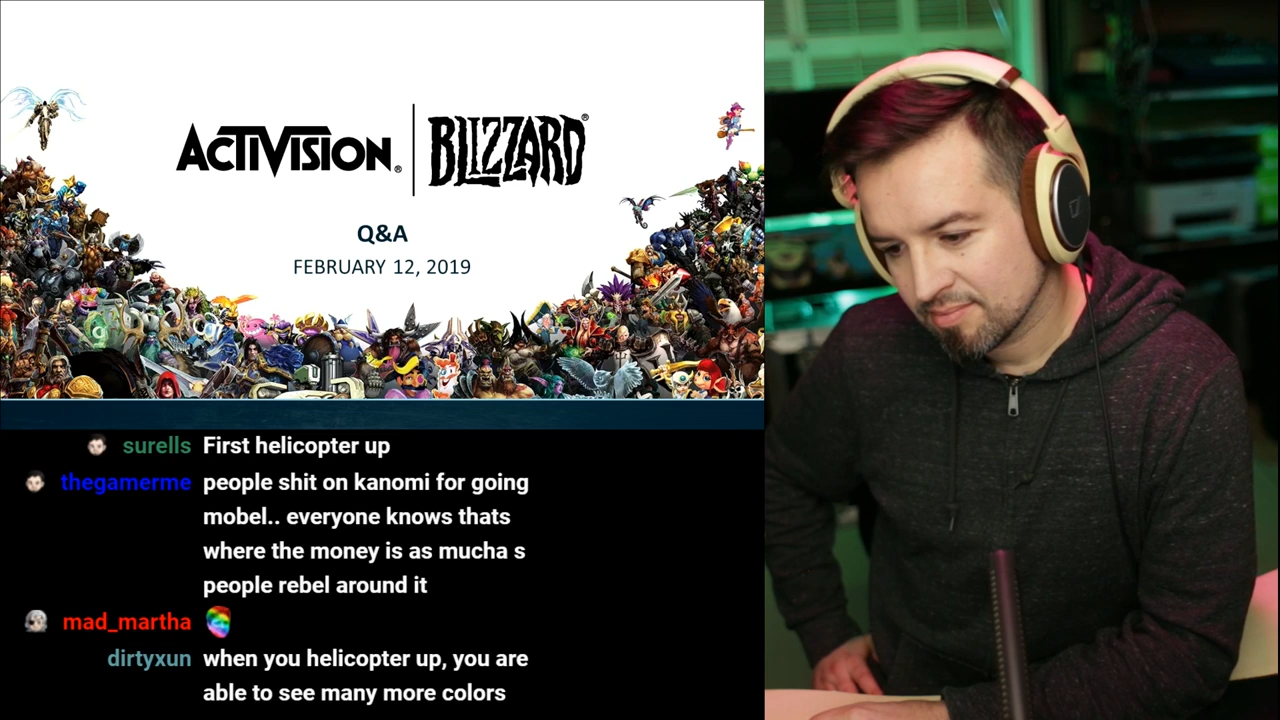 ACTIVISION® BLIZZARD®
Q&A
FEBRUARY 12, 2019
surells First helicopter up
thegamerme people shit on kanomi for going
mobel.. everyone knows thats
where the money is as mucha s
people rebel around it
mad_martha
dirtyxun when you helicopter up, you are
able to see many more colors